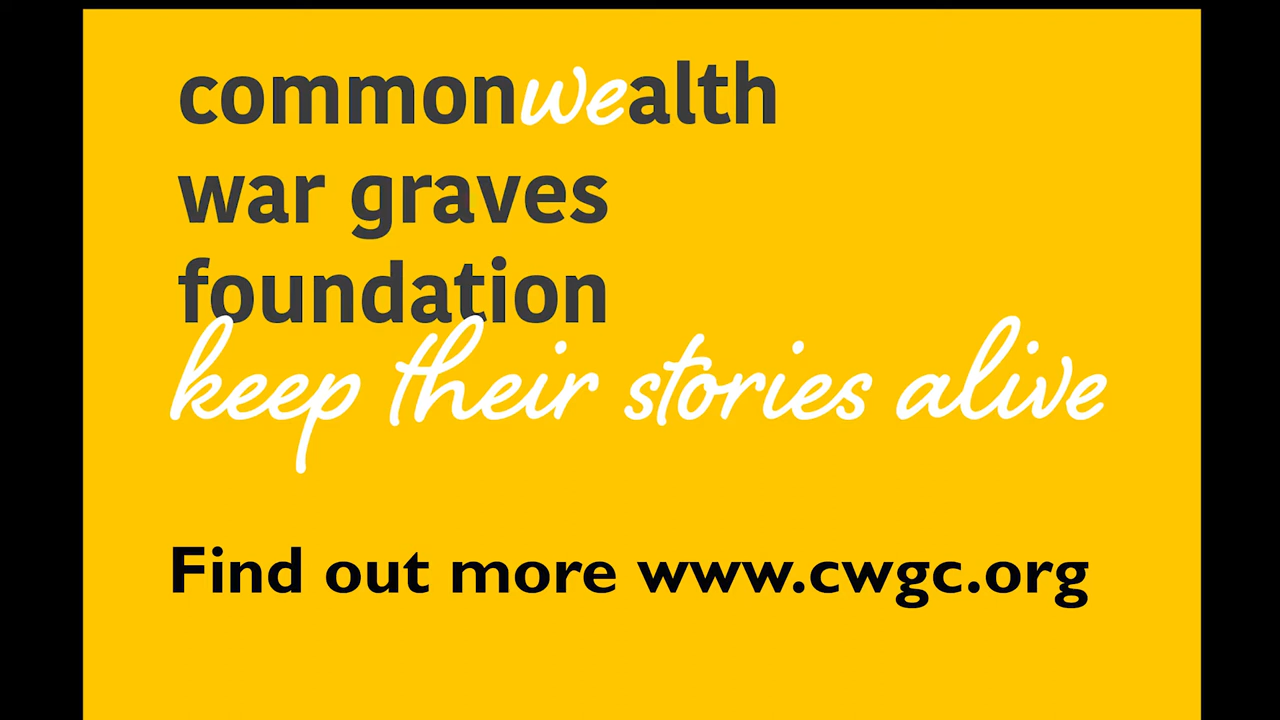 commonwealth
war graves
foundation
keep their stories alive
Find out more www.cwgc.org